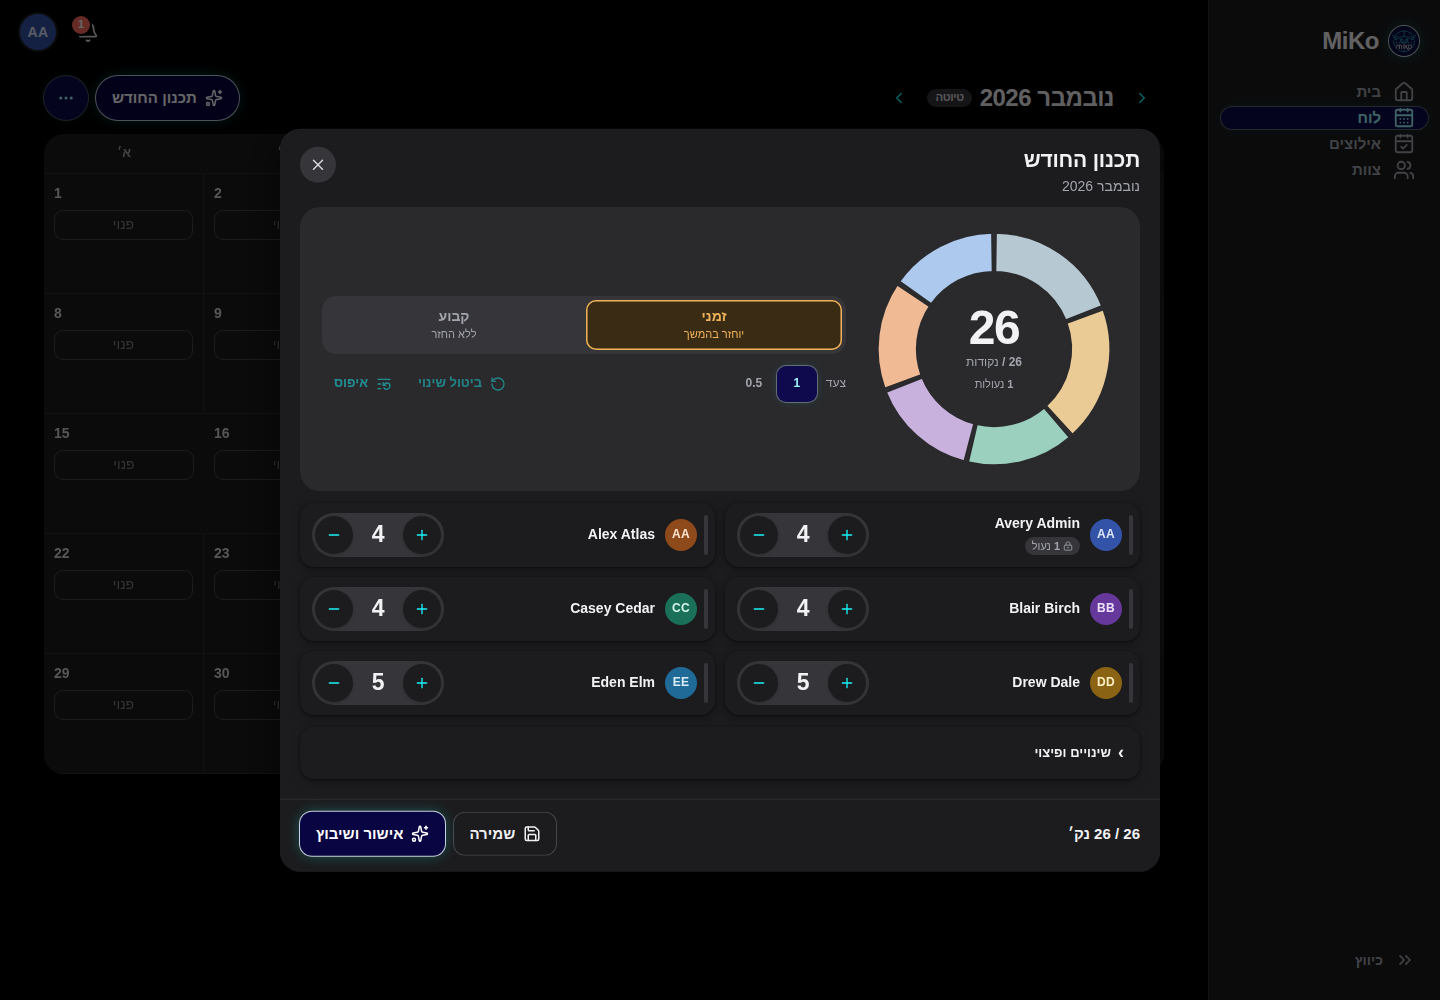 MiKo
בית
לוח
אילוצים
צוות
כיווץ
AA
1
נובמבר 2026
טיוטה
תכנון החודש
א׳
1
פנוי
2
8
פנוי
9
15
פנוי
16
22
פנוי
23
29
פנוי
30
תכנון החודש
נובמבר 2026
26
26 / נקודות
1 נעולות
זמני
יוחזר בהמשך
קבוע
ללא החזר
צעד
1
0.5
ביטול שינוי
איפוס
AA
Avery Admin
1 נעול
+ 4 −
AA
Alex Atlas
+ 4 −
BB
Blair Birch
+ 4 −
CC
Casey Cedar
+ 4 −
DD
Drew Dale
+ 5 −
EE
Eden Elm
+ 5 −
שינויים ופיצוי
26 / 26 נק׳
שמירה
אישור ושיבוץ